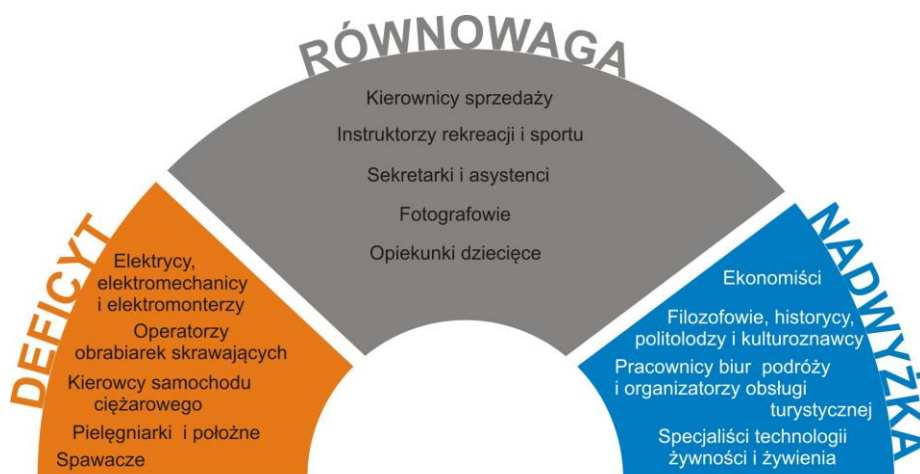 RÓWNOWAGA
Kierownicy sprzedaży
Instruktorzy rekreacji i sportu
Sekretarki i asystenci
Fotografowie
Opiekunki dziecięce
DEFICYT
Elektrycy,
elektromechanicy
i elektromonterzy
Operatorzy
obrabiarek skrawających
Kierowcy samochodu
ciężarowego
Pielęgniarki i położne
Spawacze
NADWYŻKA
Ekonomiści
Filozofowie, historycy,
politolodzy i kulturoznawcy
Pracownicy biur podróży
i organizatorzy obsługi
turystycznej
Specjaliści technologii
żywności i żywienia